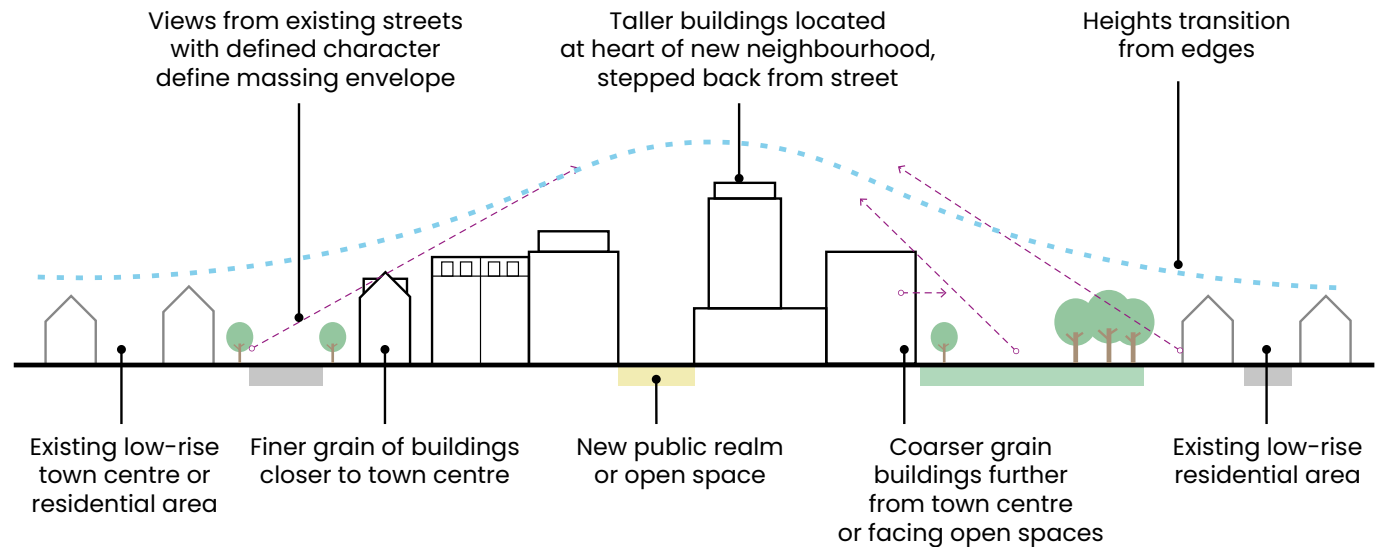 Views from existing streets
with defined character
define massing envelope
Taller buildings located
at heart of new neighbourhood,
stepped back from street
Heights transition
from edges
Existing low-rise
town centre or
residential area
Finer grain of buildings
closer to town centre
New public realm
or open space
Coarser grain
buildings further
from town centre
or facing open spaces
Existing low-rise
residential area